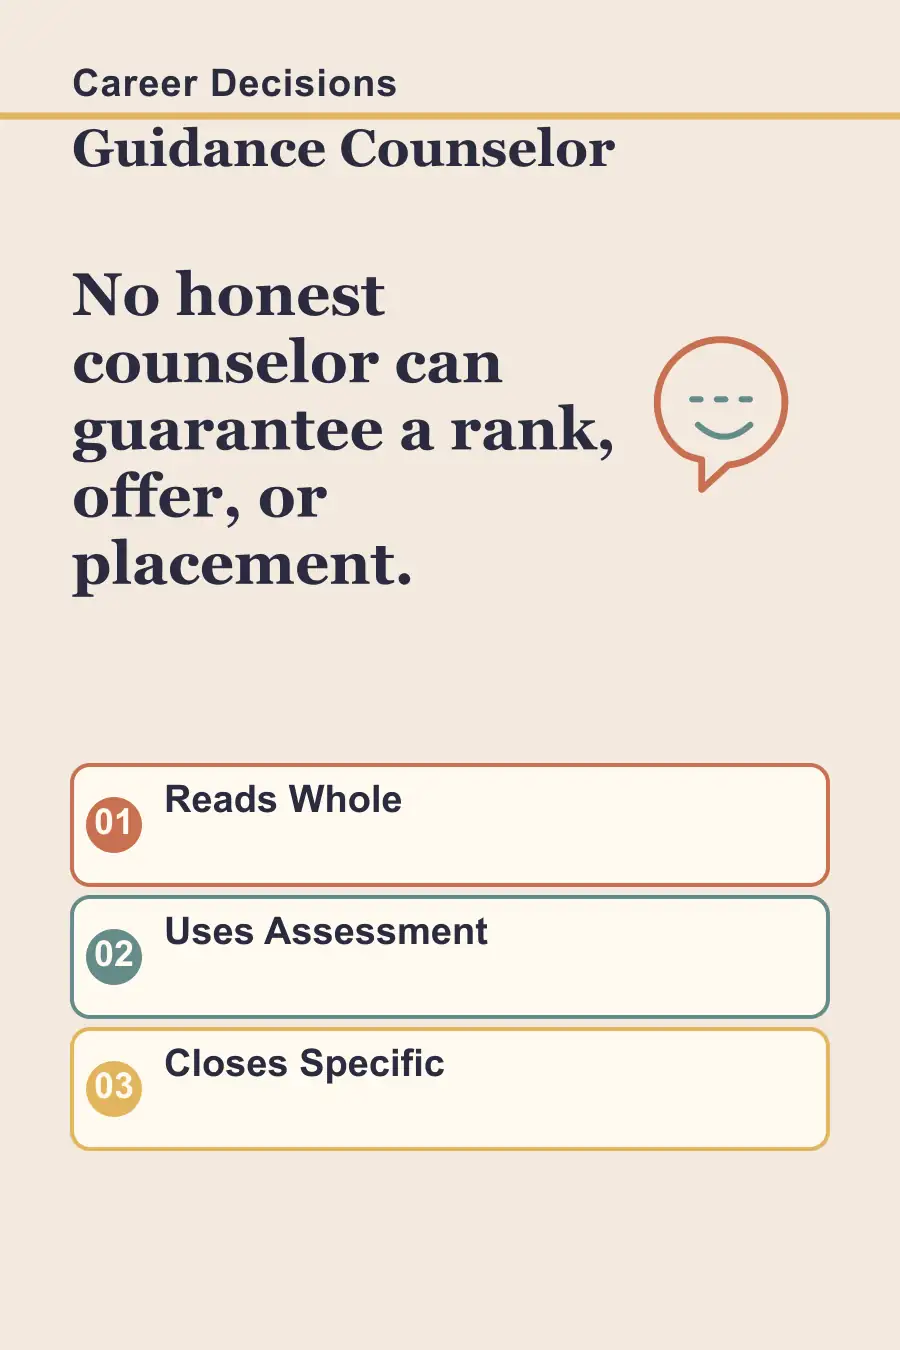 Career Decisions
Guidance Counselor
No honest
counselor can
guarantee a rank,
offer, or
placement.
01
Reads Whole
02
Uses Assessment
03
Closes Specific